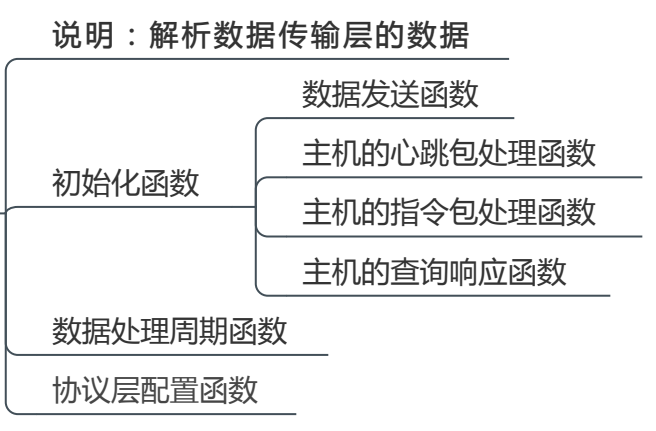 说明：解析数据传输层的数据
初始化函数
数据发送函数
主机的心跳包处理函数
主机的指令包处理函数
主机的查询响应函数
数据处理周期函数
协议层配置函数